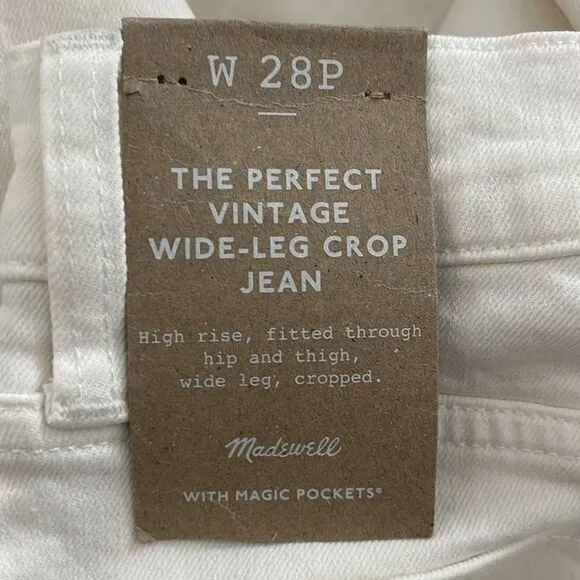 W 28P
THE PERFECT
VINTAGE
WIDE-LEG CROP
JEAN
High rise, fitted through
hip and thigh,
wide leg, cropped.
Madewell
WITH MAGIC POCKETS®